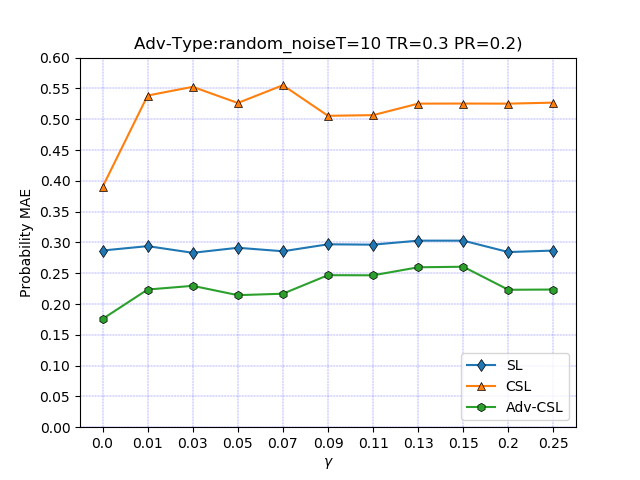 Adv-Type:random_noiseT=10 TR=0.3 PR=0.2)
Probability MAE
0.60
0.55
0.50
0.45
0.40
0.35
0.30
0.25
0.20
0.15
0.10
0.05
0.00
SL
CSL
Adv-CSL
0.0 0.01 0.03 0.05 0.07 0.09 0.11 0.13 0.15 0.2 0.25
γ